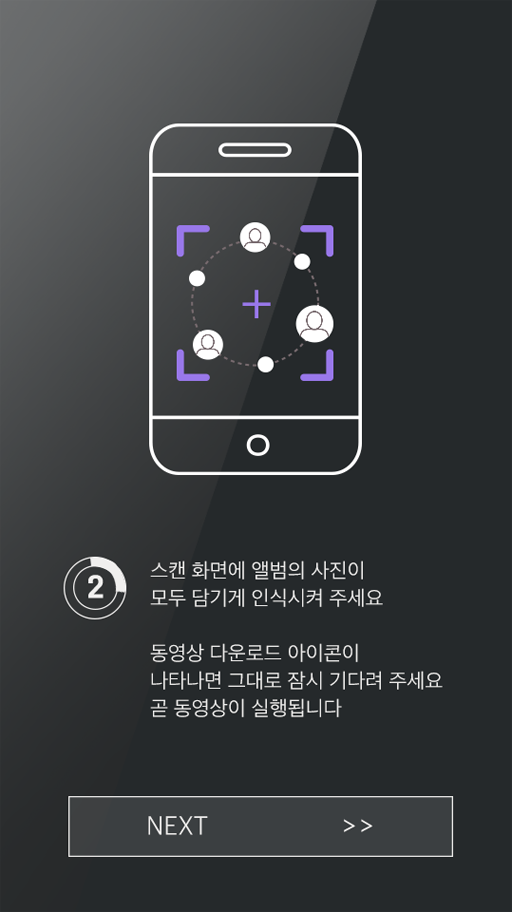 2
스캔 화면에 앨범의 사진이
모두 담기게 인식시켜 주세요
동영상 다운로드 아이콘이
나타나면 그대로 잠시 기다려 주세요
곧 동영상이 실행됩니다
NEXT >>